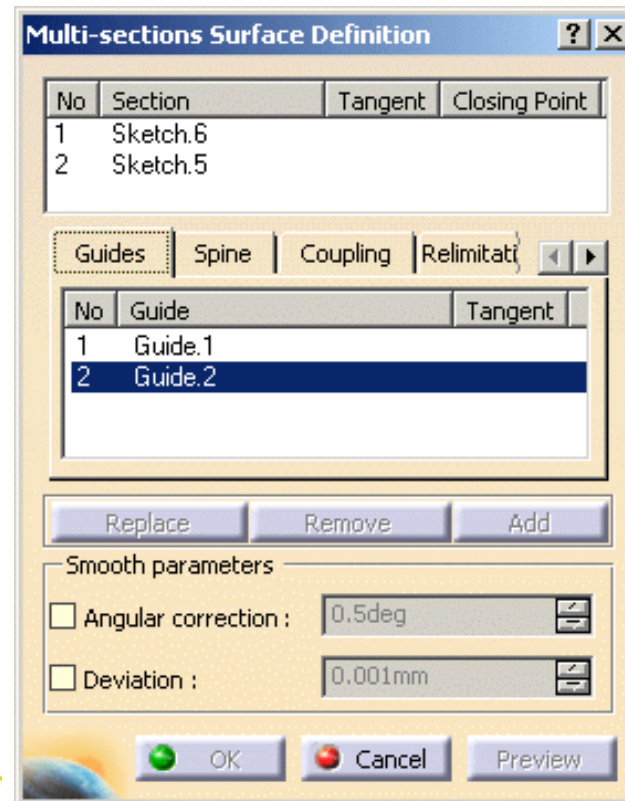 Multi-sections Surface Definition ? X
No Section Tangent Closing Point
1 Sketch.6
2 Sketch.5
Guides Spine Coupling Relimitati
No Guide Tangent
1 Guide.1
2 Guide.2
Replace Remove Add
Smooth parameters
Angular correction : 0.5deg
Deviation : 0.001mm
OK Cancel Preview